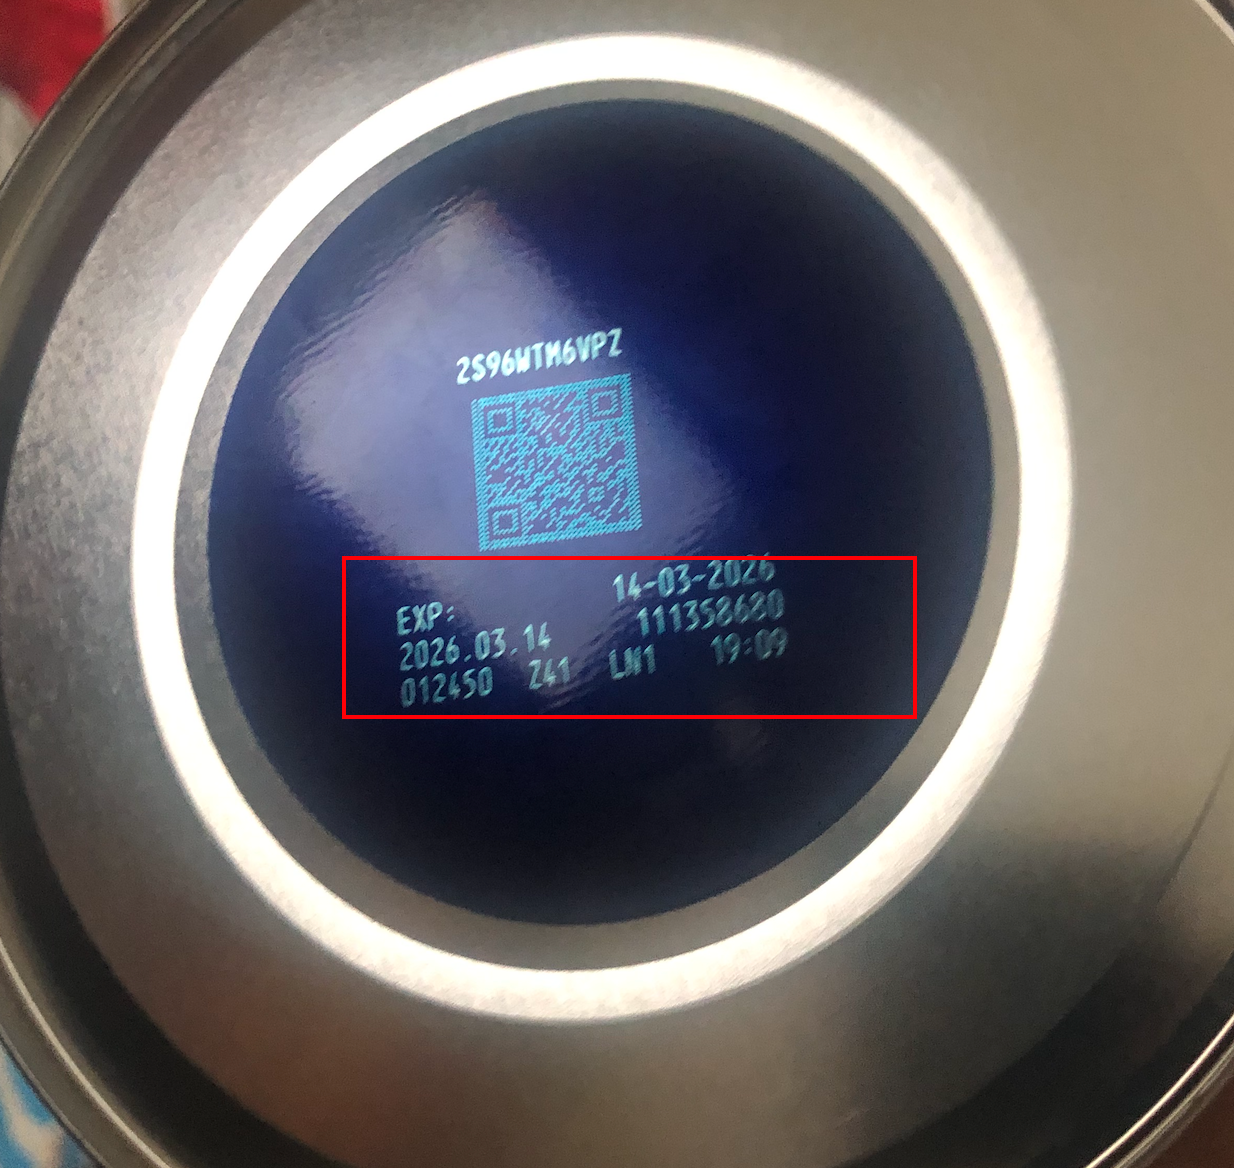 2S96WTM6VPZ
EXP: 14-03-2026
2026.03.14 111358680
012450 Z41 LN1 19:09